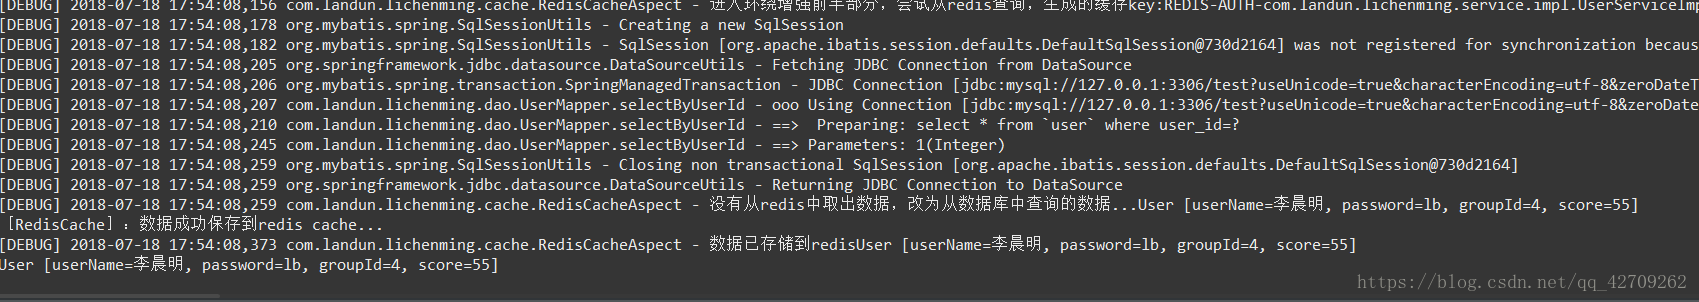 [DEBUG] 2018-07-18 17:54:08,156 com.landun.lichenming.cache.RedisCacheAspect - 进入环绕增强前半部分，尝试从redis查询，生成的缓存key:REDIS-AUTH-com.landun.lichenming.service.impl.UserServiceImp
[DEBUG] 2018-07-18 17:54:08,178 org.mybatis.spring.SqlSessionUtils - Creating a new SqlSession
[DEBUG] 2018-07-18 17:54:08,182 org.mybatis.spring.SqlSessionUtils - SqlSession [org.apache.ibatis.session.defaults.DefaultSqlSession@730d2164] was not registered for synchronization becaus
[DEBUG] 2018-07-18 17:54:08,205 org.springframework.jdbc.datasource.DataSourceUtils - Fetching JDBC Connection from DataSource
[DEBUG] 2018-07-18 17:54:08,206 org.mybatis.spring.transaction.SpringManagedTransaction - JDBC Connection [jdbc:mysql://127.0.0.1:3306/test?useUnicode=true&characterEncoding=utf-8&zeroDateT
[DEBUG] 2018-07-18 17:54:08,207 com.landun.lichenming.dao.UserMapper.selectByUserId - ooo Using Connection [jdbc:mysql://127.0.0.1:3306/test?useUnicode=true&characterEncoding=utf-8&zeroDate
[DEBUG] 2018-07-18 17:54:08,210 com.landun.lichenming.dao.UserMapper.selectByUserId - ==>  Preparing: select * from `user` where user_id=?
[DEBUG] 2018-07-18 17:54:08,245 com.landun.lichenming.dao.UserMapper.selectByUserId - ==> Parameters: 1(Integer)
[DEBUG] 2018-07-18 17:54:08,259 org.mybatis.spring.SqlSessionUtils - Closing non transactional SqlSession [org.apache.ibatis.session.defaults.DefaultSqlSession@730d2164]
[DEBUG] 2018-07-18 17:54:08,259 org.springframework.jdbc.datasource.DataSourceUtils - Returning JDBC Connection to DataSource
[DEBUG] 2018-07-18 17:54:08,259 com.landun.lichenming.cache.RedisCacheAspect - 没有从redis中取出数据，改为从数据库中查询的数据...User [userName=李晨明, password=lb, groupId=4, score=55]
[RedisCache]：数据成功保存到redis cache...
[DEBUG] 2018-07-18 17:54:08,373 com.landun.lichenming.cache.RedisCacheAspect - 数据已存储到redisUser [userName=李晨明, password=lb, groupId=4, score=55]
User [userName=李晨明, password=lb, groupId=4, score=55]
https://blog.csdn.net/qq_42709262